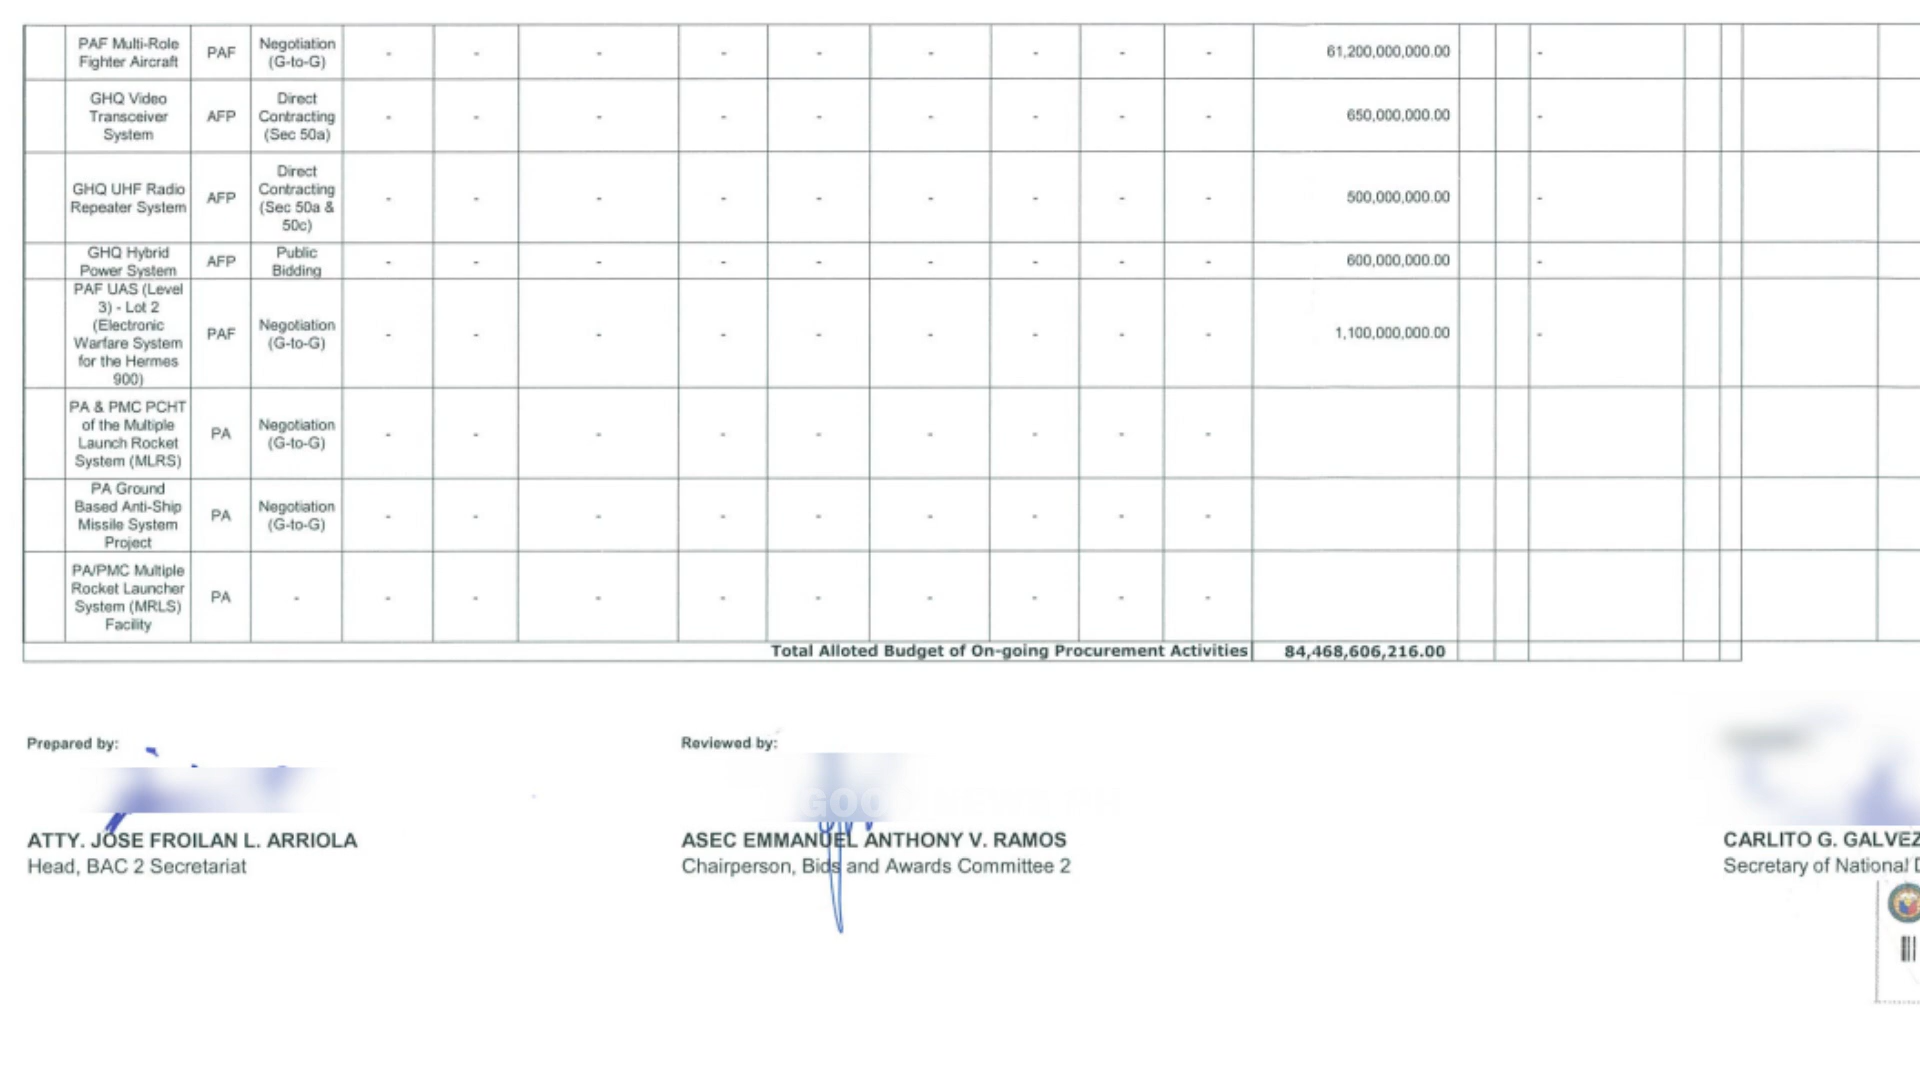 PAF Multi-Role
Fighter Aircraft
PAF
Negotiation
(G-to-G)
- - - - - - - - -
61,200,000,000.00
-
GHQ Video
Transceiver
System
AFP
Direct
Contracting
(Sec 50a)
- - - - - - - - -
650,000,000.00
-
GHQ UHF Radio
Repeater System
AFP
Direct
Contracting
(Sec 50a &
50c)
- - - - - - - - -
500,000,000.00
-
GHQ Hybrid
Power System
AFP
Public
Bidding
- - - - - - - - -
600,000,000.00
-
PAF UAS (Level
3) - Lot 2
(Electronic
Warfare System
for the Hermes
900)
PAF
Negotiation
(G-to-G)
- - - - - - - - -
1,100,000,000.00
-
PA & PMC PCHT
of the Multiple
Launch Rocket
System (MLRS)
PA
Negotiation
(G-to-G)
- - - - - - - - -
PA Ground
Based Anti-Ship
Missile System
Project
PA
Negotiation
(G-to-G)
- - - - - - - - -
PA/PMC Multiple
Rocket Launcher
System (MRLS)
Facility
PA
- - - - - - - - - -
Total Alloted Budget of On-going Procurement Activities 84,468,606,216.00
Prepared by:
ATTY. JOSE FROILAN L. ARRIOLA
Head, BAC 2 Secretariat
Reviewed by:
GOOD NEWS PH
ASEC EMMANUEL ANTHONY V. RAMOS
Chairperson, Bids and Awards Committee 2
CARLITO G. GALVEZ
Secretary of National D